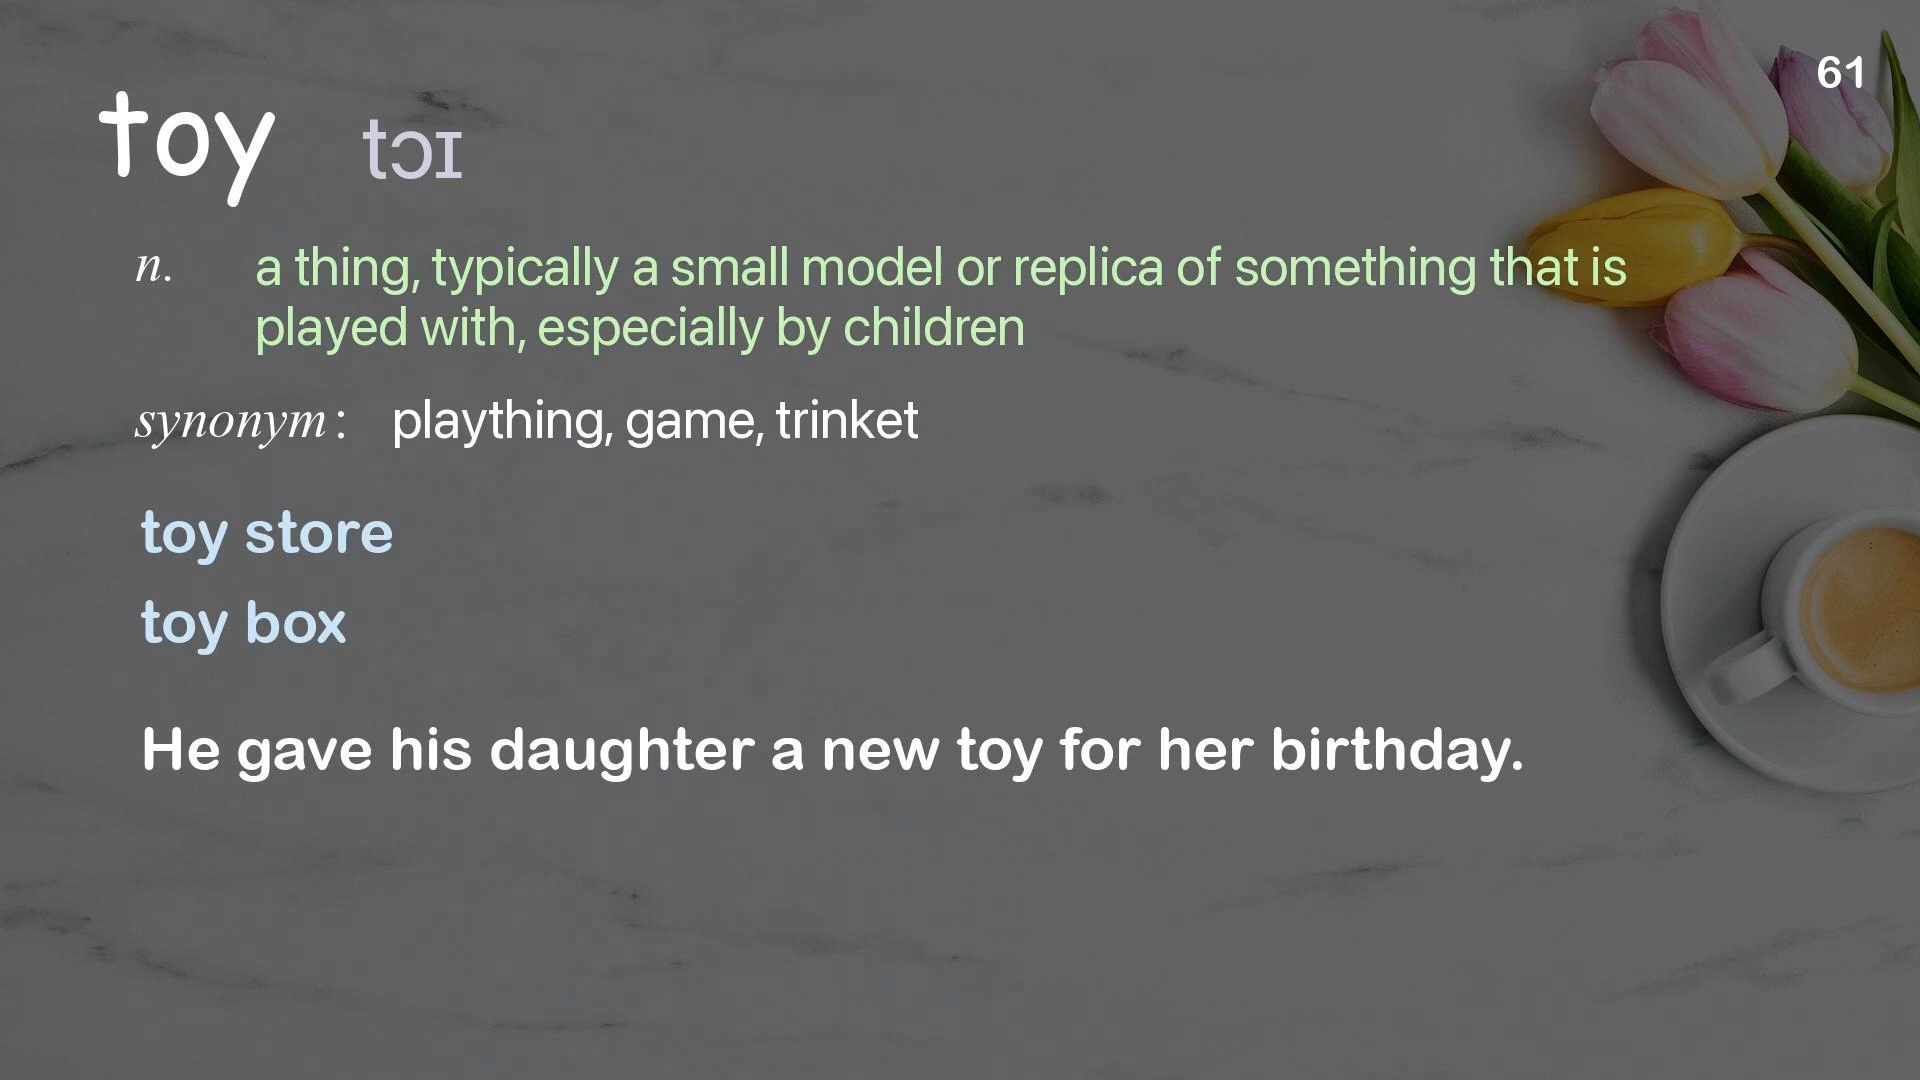 61
toy tɔɪ
n. a thing, typically a small model or replica of something that is
played with, especially by children
synonym: plaything, game, trinket
toy store
toy box
He gave his daughter a new toy for her birthday.